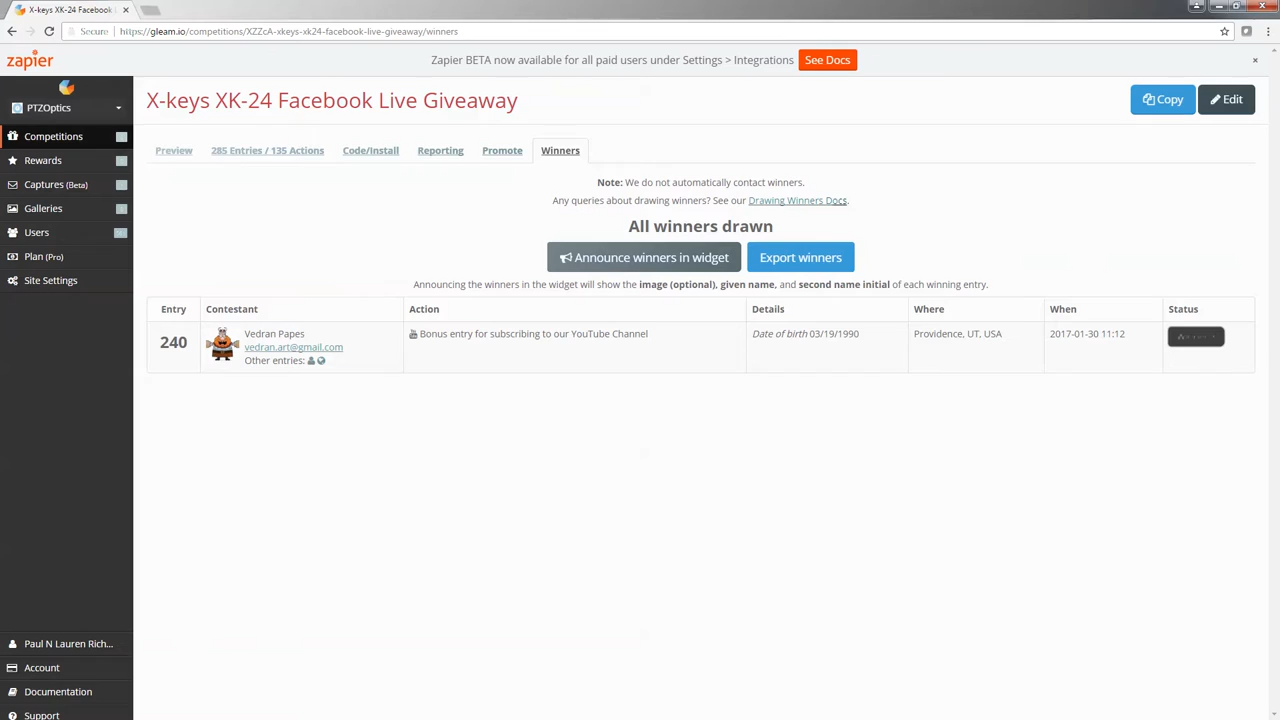 X-keys XK-24 Facebook L
Secure https://gleam.io/competitions/XZZcA-xkeys-xk24-facebook-live-giveaway/winners
zapier
Zapier BETA now available for all paid users under Settings > Integrations See Docs ×
PTZOptics
Competitions
Rewards
Captures (Beta)
Galleries
Users
Plan (Pro)
Site Settings
Paul N Lauren Rich...
Account
Documentation
Support
X-keys XK-24 Facebook Live Giveaway
Copy Edit
Preview 285 Entries / 135 Actions Code/Install Reporting Promote Winners
Note: We do not automatically contact winners.
Any queries about drawing winners? See our Drawing Winners Docs.
All winners drawn
Announce winners in widget Export winners
Announcing the winners in the widget will show the image (optional), given name, and second name initial of each winning entry.
Entry Contestant Action Details Where When Status
240 Vedran Papes Bonus entry for subscribing to our YouTube Channel Date of birth 03/19/1990 Providence, UT, USA 2017-01-30 11:12
vedran.art@gmail.com
Other entries: